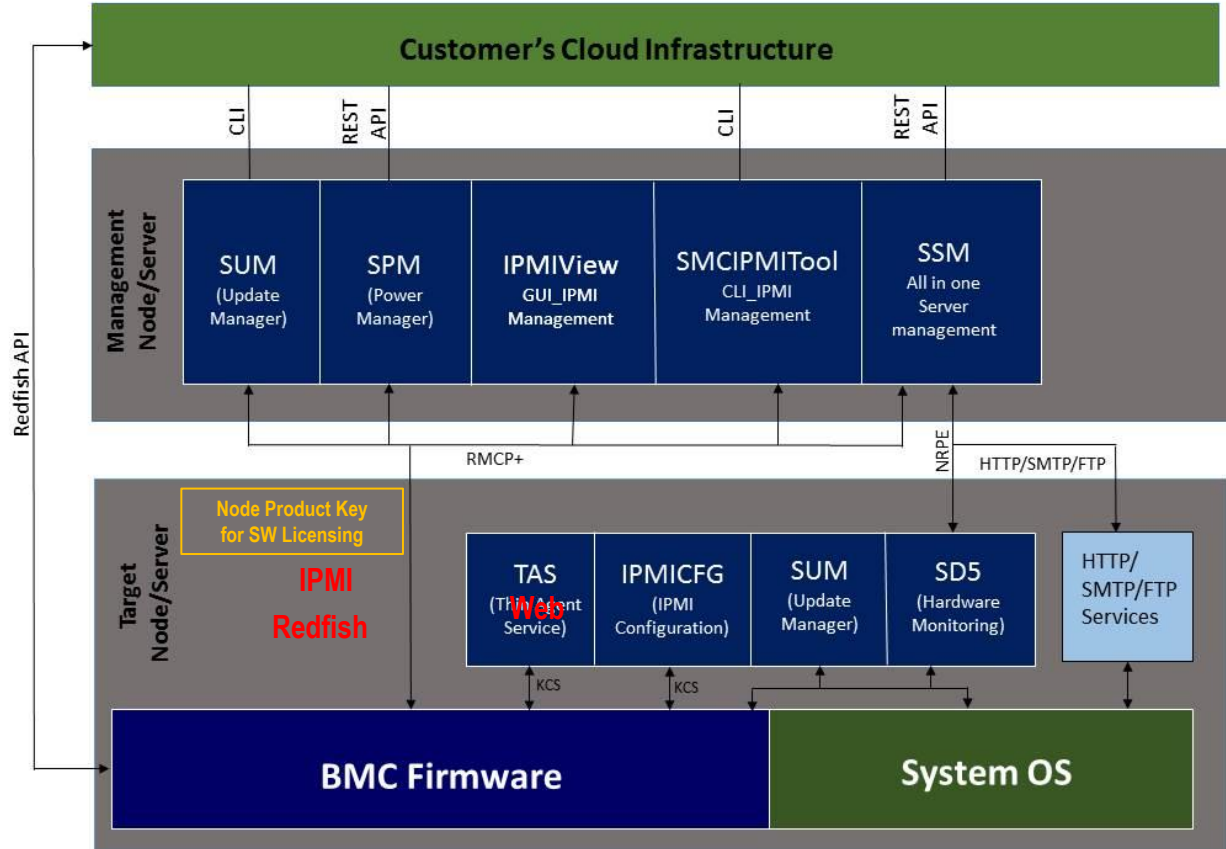 Customer's Cloud Infrastructure
CLI
REST
API
CLI
REST
API
Redfish API
Management
Node/Server
SUM
(Update
Manager)
SPM
(Power
Manager)
IPMIView
GUI_IPMI
Management
SMCIPMITool
CLI_IPMI
Management
SSM
All in one
Server
management
RMCP+
NRPE
HTTP/SMTP/FTP
Target
Node/Server
Node Product Key
for SW Licensing
IPMI
Redfish
TAS
(Thin Agent
Service)
Web
IPMICFG
(IPMI
Configuration)
SUM
(Update
Manager)
SD5
(Hardware
Monitoring)
HTTP/
SMTP/FTP
Services
KCS
KCS
BMC Firmware
System OS